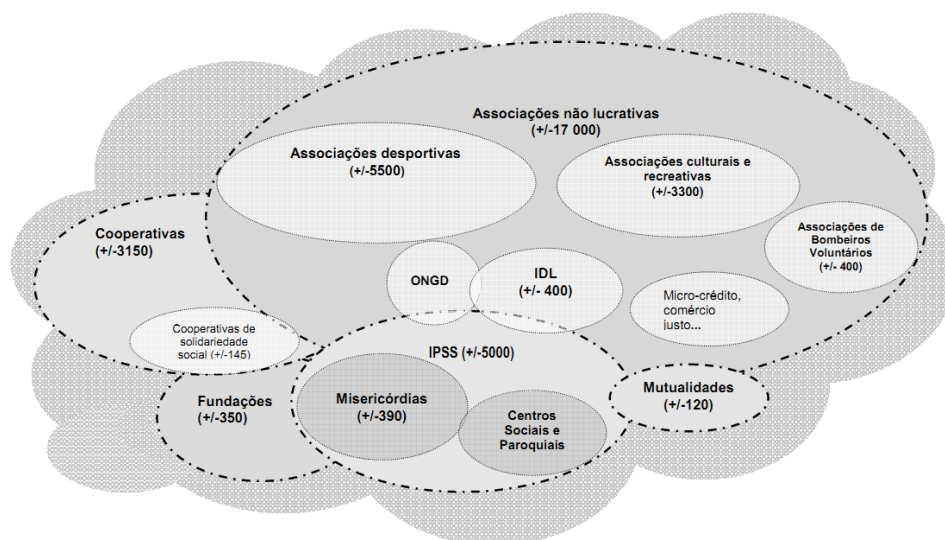 Associações não lucrativas
(+/-17 000)
Associações desportivas
(+/-5500)
Associações culturais e
recreativas
(+/-3300)
Cooperativas
(+/-3150)
Associações de
Bombeiros
Voluntários
(+/- 400)
ONGD
IDL
(+/- 400)
Micro-crédito,
comércio
justo...
Cooperativas de
solidariedade
social (+/-145)
IPSS (+/-5000)
Fundações
(+/-350)
Misericórdias
(+/-390)
Centros
Sociais e
Paroquiais
Mutualidades
(+/-120)